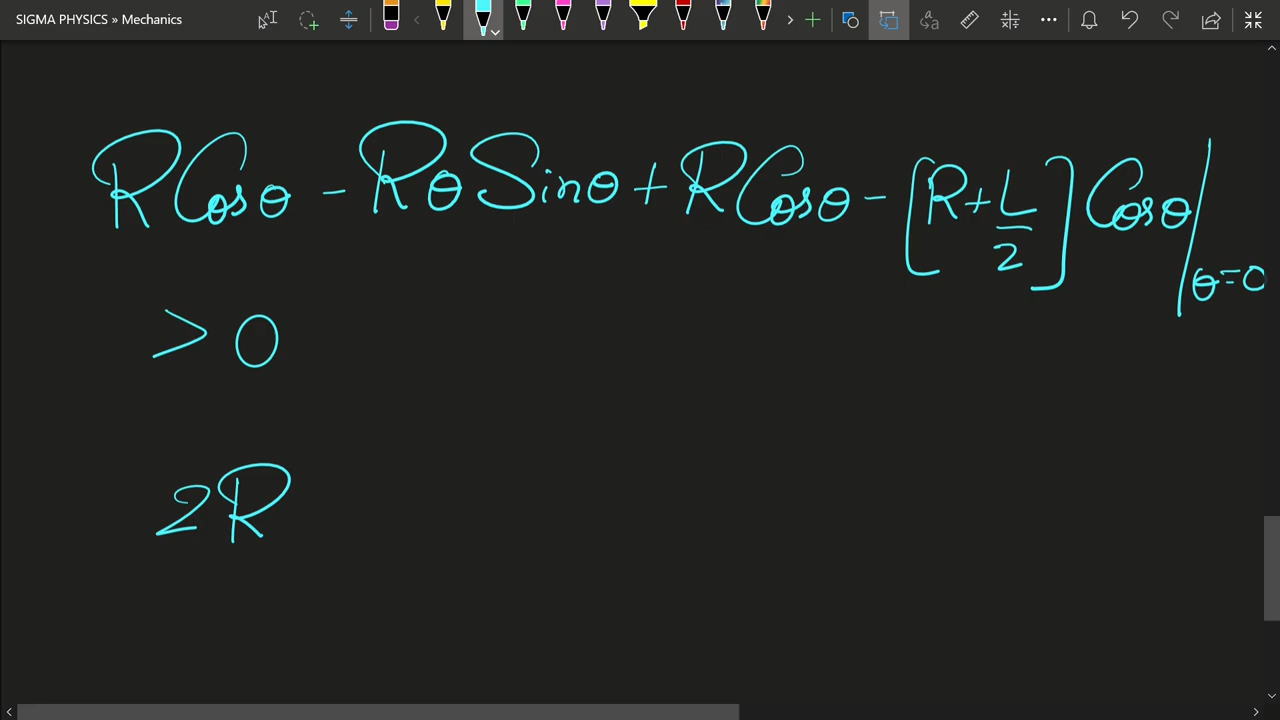 SIGMA PHYSICS » Mechanics
RCosθ - RθSinθ + RCosθ - [R+L/2] Cosθ|θ=0
> 0
2R